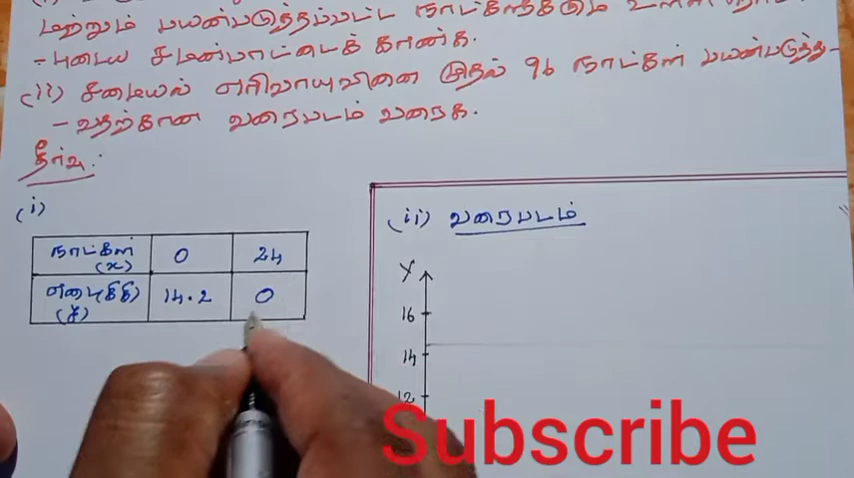 மற்றும் பயன்படுத்தப்பட்ட நாட்களுக்கும் உள்ள
-புடைய சமன்பாட்டைக் காண்க.
(ii) சமையல் எரிவாயுவினை முதல் 96 நாட்கள் பயன்படுத்து-
-வதற்கான வரைபடம் வரைக.
தீர்வு:
(i)
நாட்கள் (x) 0 24
எடை(கிகி) (y) 14.2 0
(ii) வரைபடம்
Y
16
14
12
Subscribe